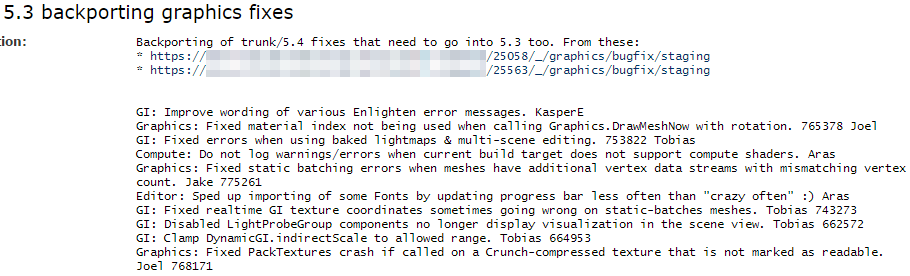 5.3 backporting graphics fixes
tion:
Backporting of trunk/5.4 fixes that need to go into 5.3 too. From these:
* https:// /25058/_/graphics/bugfix/staging
* https:// /25563/_/graphics/bugfix/staging
GI: Improve wording of various Enlighten error messages. KasperE
Graphics: Fixed material index not being used when calling Graphics.DrawMeshNow with rotation. 765378 Joel
GI: Fixed errors when using baked lightmaps & multi-scene editing. 753822 Tobias
Compute: Do not log warnings/errors when current build target does not support compute shaders. Aras
Graphics: Fixed static batching errors when meshes have additional vertex data streams with mismatching vertex
count. Jake 775261
Editor: Sped up importing of some Fonts by updating progress bar less often than "crazy often" :) Aras
GI: Fixed realtime GI texture coordinates sometimes going wrong on static-batches meshes. Tobias 743273
GI: Disabled LightProbeGroup components no longer display visualization in the scene view. Tobias 662572
GI: Clamp DynamicGI.indirectScale to allowed range. Tobias 664953
Graphics: Fixed PackTextures crash if called on a Crunch-compressed texture that is not marked as readable.
Joel 768171